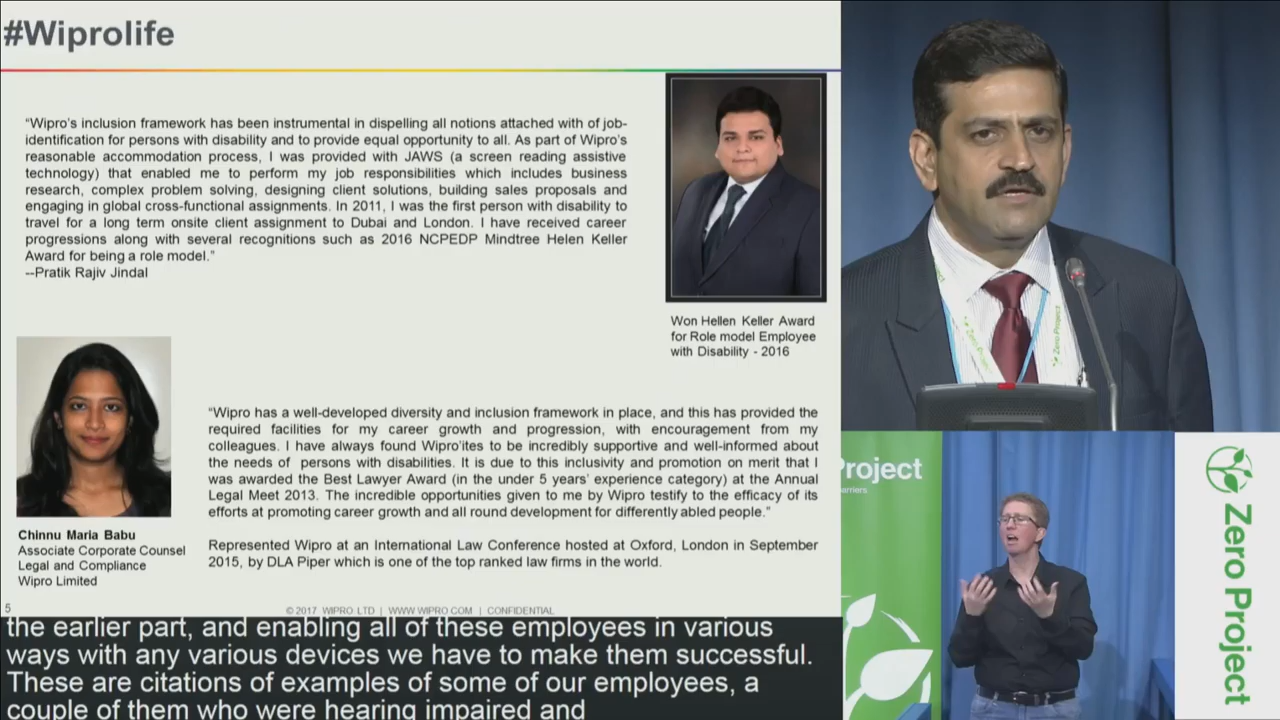 #Wiprolife
“Wipro’s inclusion framework has been instrumental in dispelling all notions attached with of job-
identification for persons with disability and to provide equal opportunity to all. As part of Wipro’s
reasonable accommodation process, I was provided with JAWS (a screen reading assistive
technology) that enabled me to perform my job responsibilities which includes business
research, complex problem solving, designing client solutions, building sales proposals and
engaging in global cross-functional assignments. In 2011, I was the first person with disability to
travel for a long term onsite client assignment to Dubai and London. I have received career
progressions along with several recognitions such as 2016 NCPEDP Mindtree Helen Keller
Award for being a role model.”
--Pratik Rajiv Jindal
Won Hellen Keller Award
for Role model Employee
with Disability - 2016
“Wipro has a well-developed diversity and inclusion framework in place, and this has provided the
required facilities for my career growth and progression, with encouragement from my
colleagues. I have always found Wipro’ites to be incredibly supportive and well-informed about
the needs of persons with disabilities. It is due to this inclusivity and promotion on merit that I
was awarded the Best Lawyer Award (in the under 5 years’ experience category) at the Annual
Legal Meet 2013. The incredible opportunities given to me by Wipro testify to the efficacy of its
efforts at promoting career growth and all round development for differently abled people.”
Chinnu Maria Babu
Associate Corporate Counsel
Legal and Compliance
Wipro Limited
Represented Wipro at an International Law Conference hosted at Oxford, London in September
2015, by DLA Piper which is one of the top ranked law firms in the world.
5
© 2017 WIPRO LTD | WWW.WIPRO.COM | CONFIDENTIAL
the earlier part, and enabling all of these employees in various
ways with any various devices we have to make them successful.
These are citations of examples of some of our employees, a
couple of them who were hearing impaired and
Zero Project
Project
Zero Project